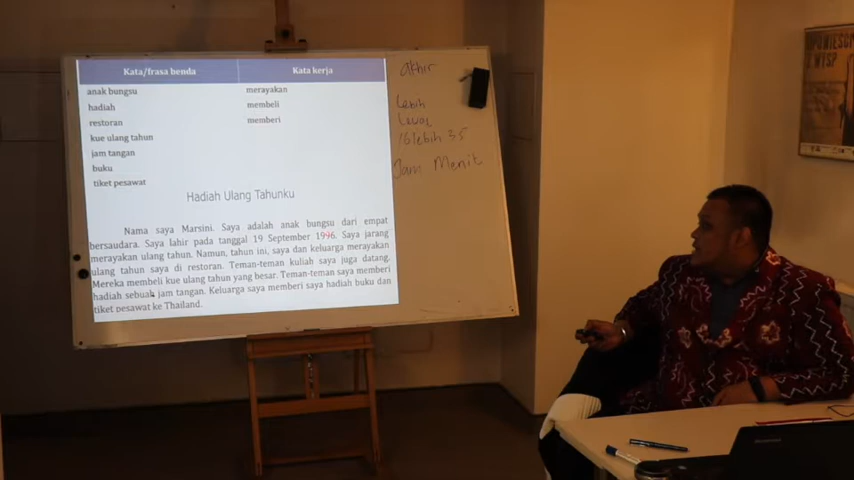 Kata/frasa benda Kata kerja
anak bungsu merayakan
hadiah membeli
restoran memberi
kue ulang tahun
jam tangan
buku
tiket pesawat
Hadiah Ulang Tahunku
Nama saya Marsini. Saya adalah anak bungsu dari empat
bersaudara. Saya lahir pada tanggal 19 September 1996. Saya jarang
merayakan ulang tahun. Namun, tahun ini, saya dan keluarga merayakan
ulang tahun saya di restoran. Teman-teman kuliah saya juga datang.
Mereka membeli kue ulang tahun yang besar. Teman-teman saya memberi
hadiah sebuah jam tangan. Keluarga saya memberi saya hadiah buku dan
tiket pesawat ke Thailand.
akhir
Lebih
Lewat
16 lebih 35
Jam Menit